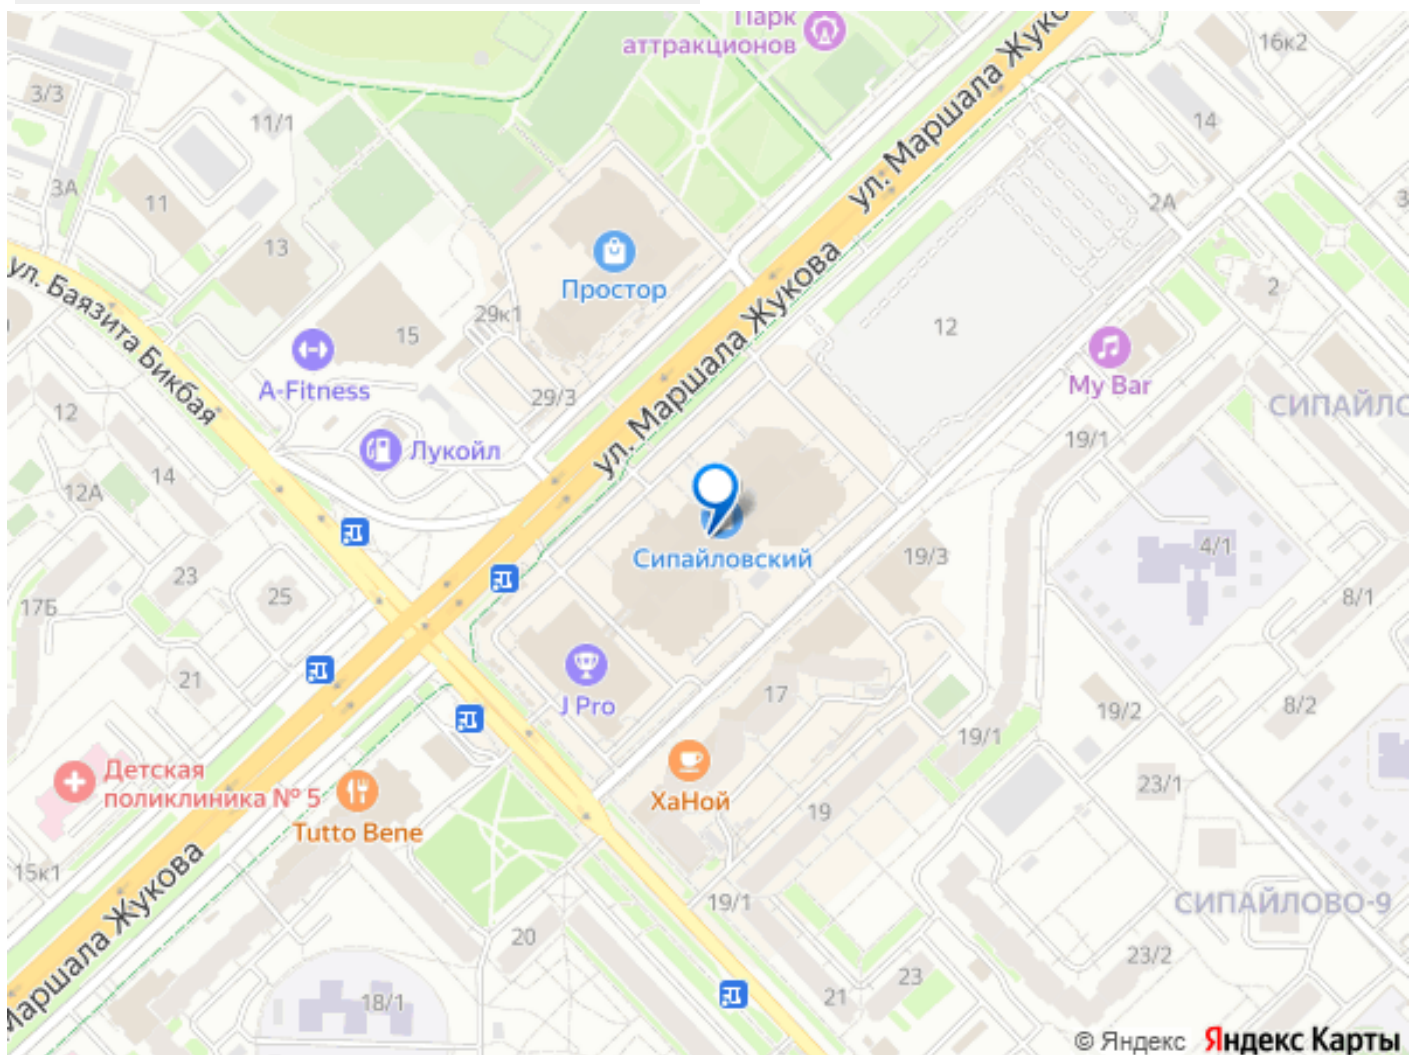 Парк
аттракционов
16к2
3/3
11/1
14
ул. Маршала Жуко
3А
11
2А
3
13
Простор
ул. Баязита Бикбая
29к1
2
15
12
ул. Маршала Жукова
A-Fitness
My Bar
29/3
12
СИПАЙЛО
19/1
Лукойл
14
12А
Сипайловский
19/3
4/1
23
25
17Б
8/1
21
J Pro
17
8/2
19/2
19/1
Детская
поликлиника № 5
23/1
ХаНой
19
Tutto Bene
15к1
Маршала Жукова
19/1
СИПАЙЛОВО-9
20
23/2
23
21
18/1
© Яндекс Яндекс Карты